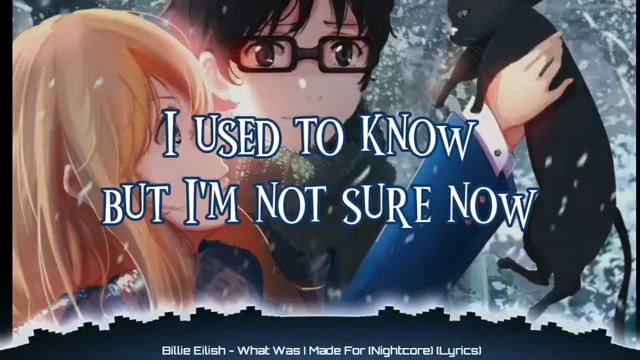 I USED TO KNOW
BUT I'M NOT SURE NOW
Billie Eilish - What Was I Made For (Nightcore) (Lyrics)